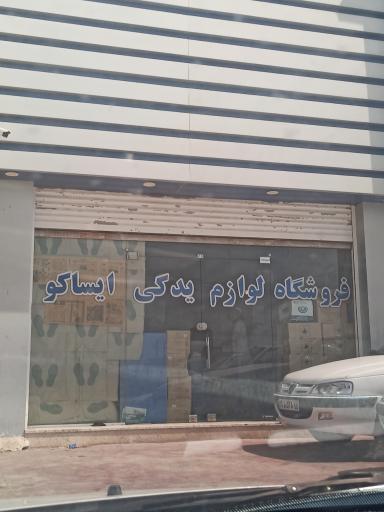 فروشگاه لوازم یدکی ایساکو